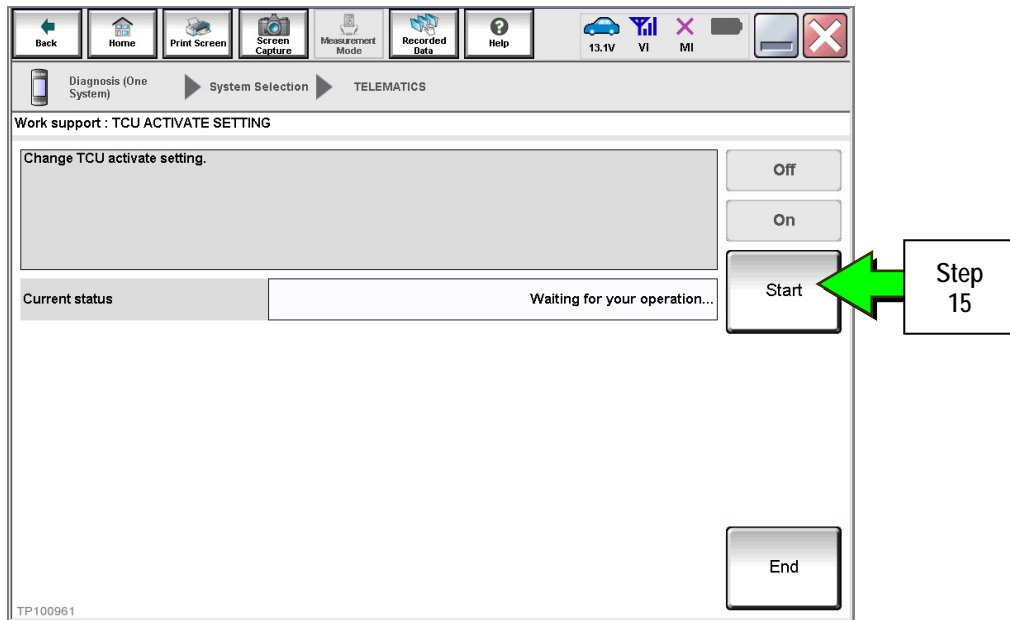 Back
Home
Print Screen
Screen
Capture
Measurement
Mode
Recorded
Data
Help
13.1V
VI
MI
Diagnosis (One
System)
System Selection
TELEMATICS
Work support : TCU ACTIVATE SETTING
Change TCU activate setting.
Off
On
Current status
Waiting for your operation...
Start
Step
15
End
TP100961